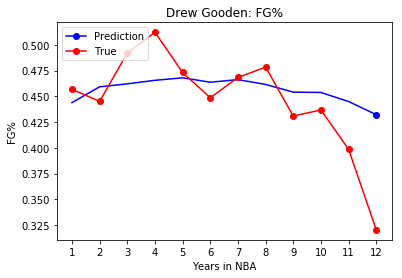 Drew Gooden: FG%
Prediction
True
0.500
0.475
0.450
0.425
0.400
0.375
0.350
0.325
FG%
1 2 3 4 5 6 7 8 9 10 11 12
Years in NBA